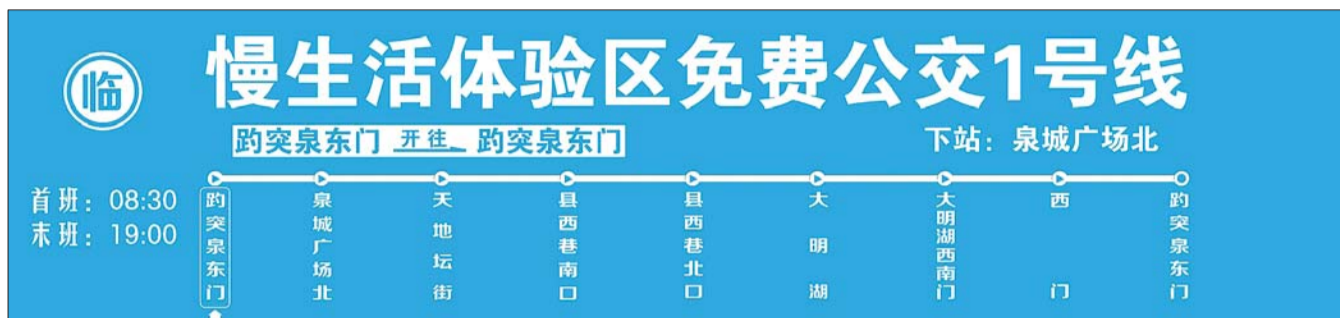 临
慢生活体验区免费公交1号线
趵突泉东门 开往 趵突泉东门
下站：泉城广场北
首班：08:30
末班：19:00
趵突泉东门
泉城广场北
天地坛街
县西巷南口
县西巷北口
大明湖
大明湖西南门
西门
趵突泉东门